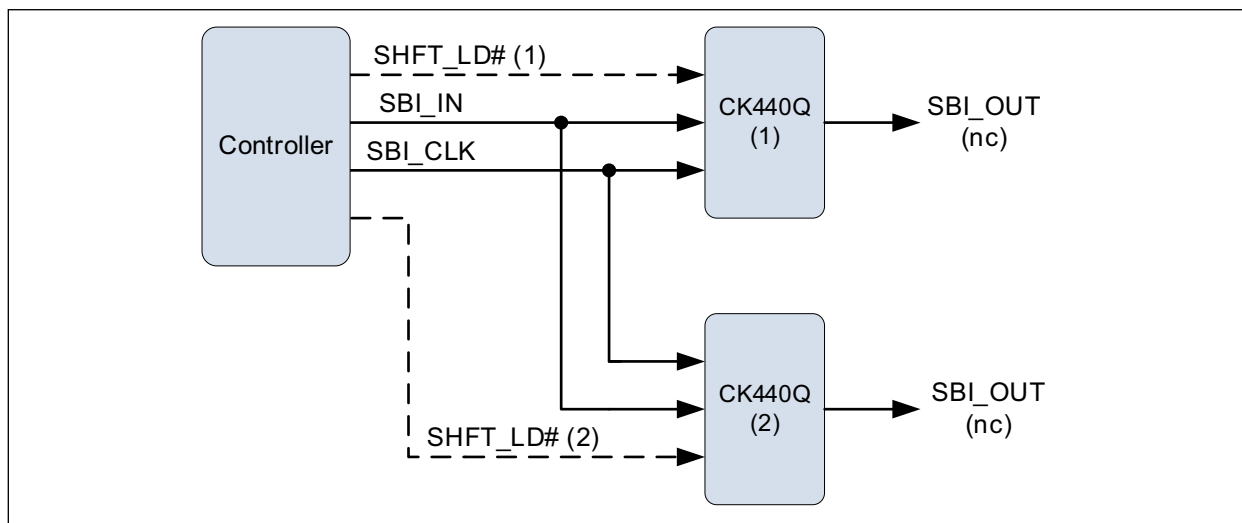 SHFT_LD# (1)
SBI_IN
SBI_CLK
Controller
CK440Q
(1)
SBI_OUT
(nc)
CK440Q
(2)
SBI_OUT
(nc)
SHFT_LD# (2)